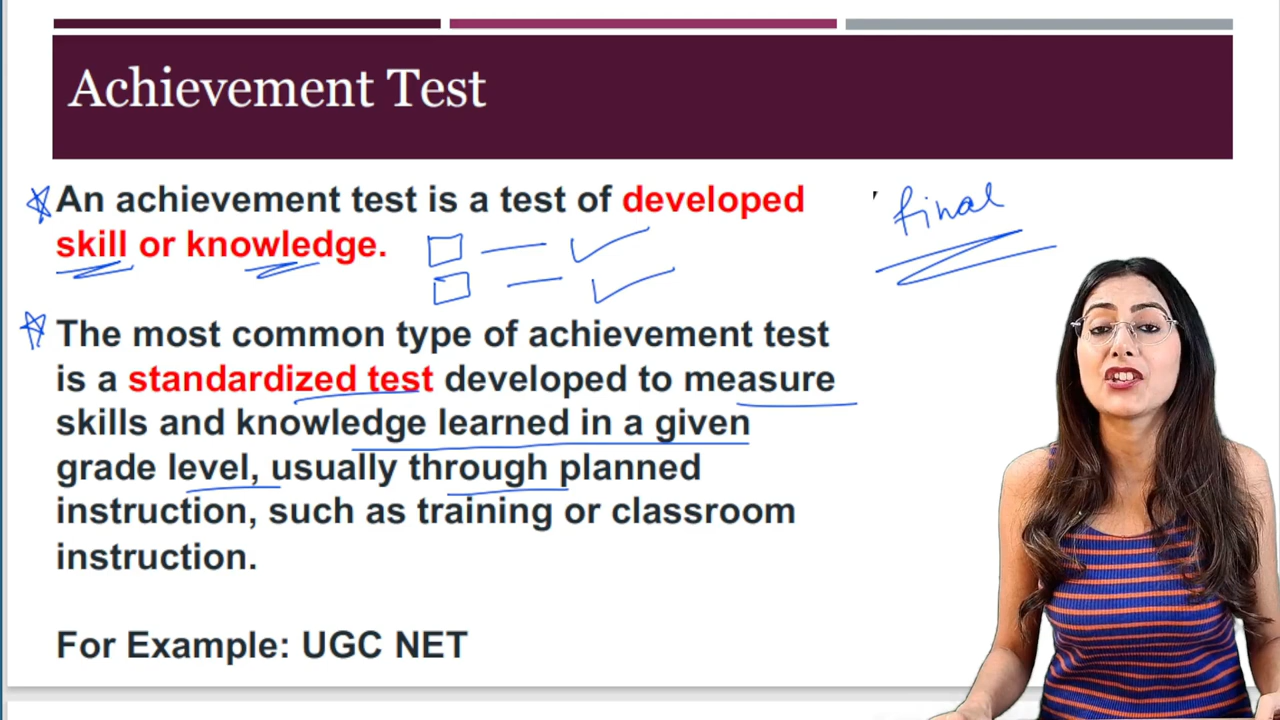 Achievement Test
An achievement test is a test of developed
skill or knowledge.
final
The most common type of achievement test
is a standardized test developed to measure
skills and knowledge learned in a given
grade level, usually through planned
instruction, such as training or classroom
instruction.
For Example: UGC NET